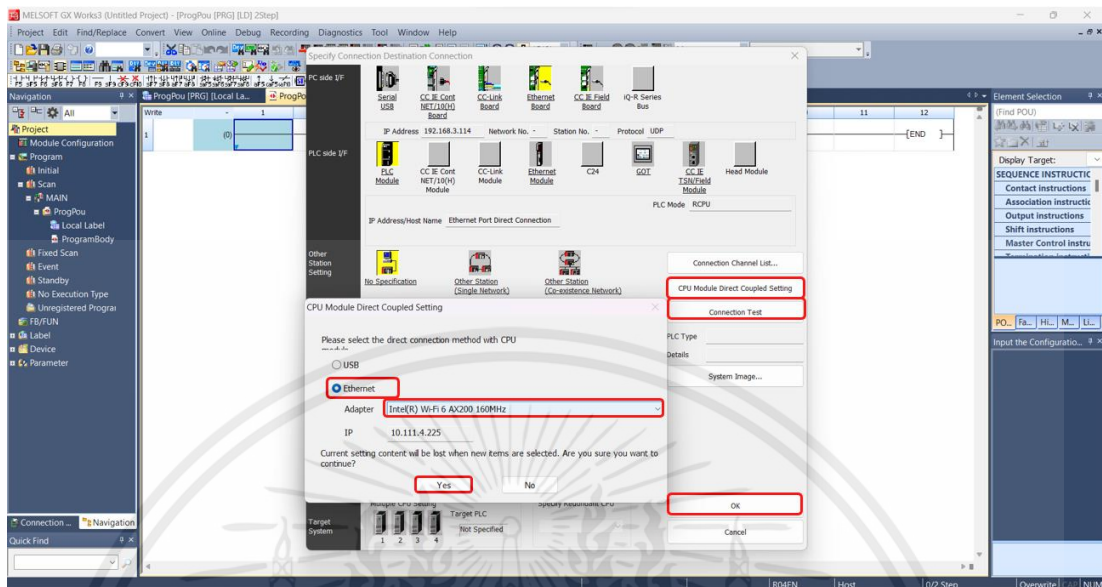 MELSOFT GX Works3 (Untitled Project) - [ProgPou [PRG] [LD] 2Step]
Project Edit Find/Replace Convert View Online Debug Recording Diagnostics Tool Window Help
Navigation
All
Project
Module Configuration
Program
Initial
Scan
MAIN
ProgPou
Local Label
ProgramBody
Fixed Scan
Event
Standby
No Execution Type
Unregistered Program
FB/FUN
Label
Device
Parameter
Connection ...
Navigation
Quick Find
ProgPou [PRG] [Local La...
ProgPo
Write
1
1
(0)
11
12
[END ]
Specify Connection Destination Connection
PC side I/F
Serial USB
CC IE Cont NET/10(H) Board
CC-Link Board
Ethernet Board
CC IE Field Board
iQ-R Series Bus
IP Address 192.168.3.114 Network No. - Station No. - Protocol UDP
PLC side I/F
PLC Module
CC IE Cont NET/10(H) Module
CC-Link Module
Ethernet Module
C24
GOT
CC IE TSN/Field Module
Head Module
PLC Mode RCPU
IP Address/Host Name Ethernet Port Direct Connection
Other Station Setting
No Specification
Other Station (Single Network)
Other Station (Co-existence Network)
Connection Channel List...
CPU Module Direct Coupled Setting
Connection Test
PLC Type
Details
System Image...
OK
Cancel
CPU Module Direct Coupled Setting
Please select the direct connection method with CPU
USB
Ethernet
Adapter Intel(R) Wi-Fi 6 AX200 160MHz
IP 10.111.4.225
Current setting content will be lost when new items are selected. Are you sure you want to
continue?
Yes No
Target System
Multiple CPU Setting
1 2 3 4
Target PLC
Not Specified
Specify Redundant CPU
Element Selection
(Find POU)
Display Target:
SEQUENCE INSTRUCTIC
Contact instructions
Association instructic
Output instructions
Shift instructions
Master Control instru
PO... Fa... Hi... M... Li...
Input the Configuratio...
R04EN Host 0/2 Step Overwrite CAP NUM